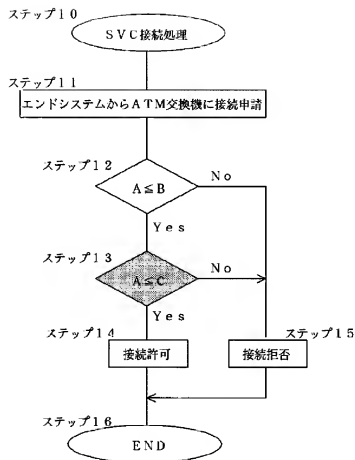 ステップ10
SVC接続処理
ステップ11
エンドシステムからATM交換機に接続申請
ステップ12
A≦B
No
Yes
ステップ13
A≦C
No
Yes
ステップ14
ステップ15
接続許可
接続拒否
ステップ16
END